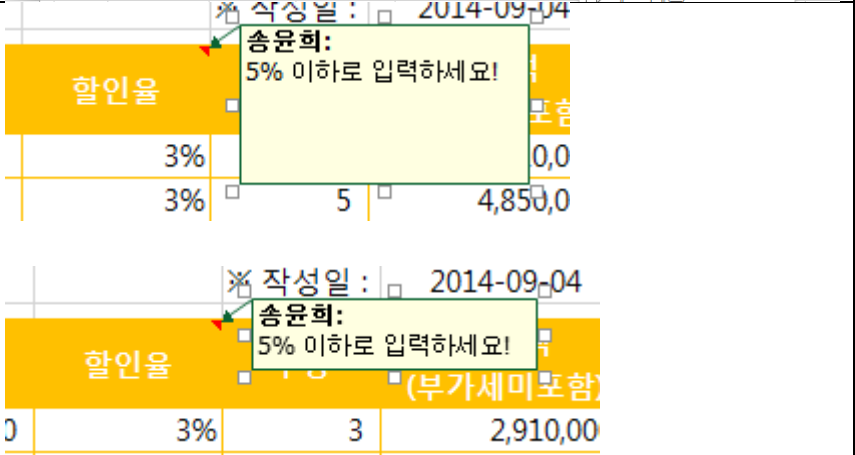 ※ 작성일 : 2014-09-04
송윤희:
5% 이하로 입력하세요!
할인율
3%
3% 5 4,850,0
※ 작성일 : 2014-09-04
송윤희:
5% 이하로 입력하세요!
할인율
(부가세미포함)
0 3% 3 2,910,00